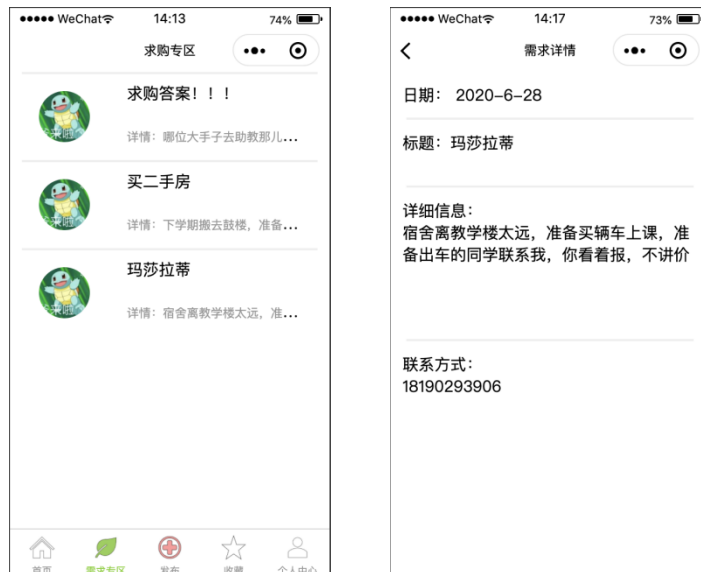 ●●●●● WeChat 14:13 74%
求购专区
求购答案！！！
详情：哪位大手子去助教那儿...
买二手房
详情：下学期搬去鼓楼，准备...
玛莎拉蒂
详情：宿舍离教学楼太远，准...
首页 需求专区 发布 收藏 个人中心
●●●●● WeChat 14:17 73%
需求详情
日期： 2020-6-28
标题：玛莎拉蒂
详细信息：
宿舍离教学楼太远，准备买辆车上课，准
备出车的同学联系我，你看着报，不讲价
联系方式：
18190293906